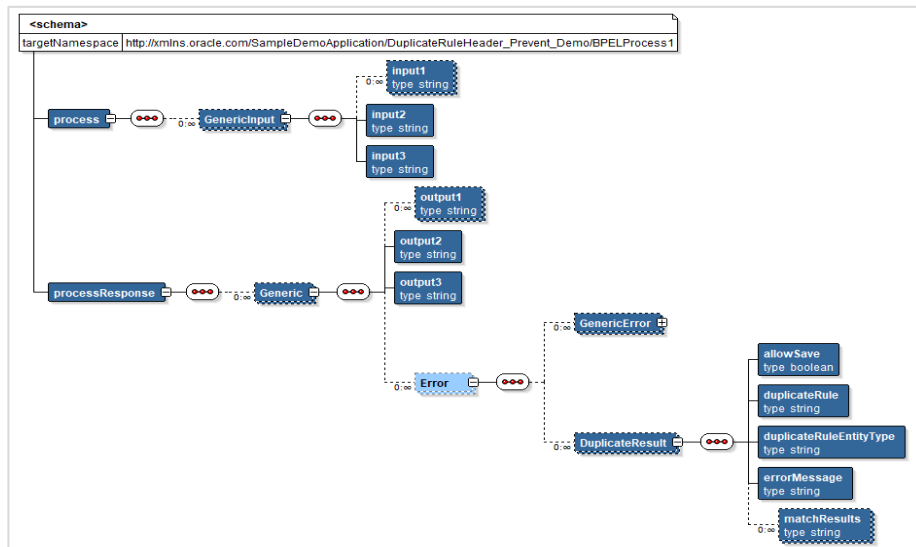 <schema>
targetNamespace http://xmlns.oracle.com/SampleDemoApplication/DuplicateRuleHeader_Prevent_Demo/BPELProcess1
input1
type string
0:∞
process
GenericInput
0:∞
input2
type string
input3
type string
output1
type string
0:∞
output2
type string
output3
type string
processResponse
Generic
0:∞
GenericError
0:∞
Error
0:∞
allowSave
type boolean
duplicateRule
type string
DuplicateResult
0:∞
duplicateRuleEntityType
type string
errorMessage
type string
matchResults
type string
0:∞